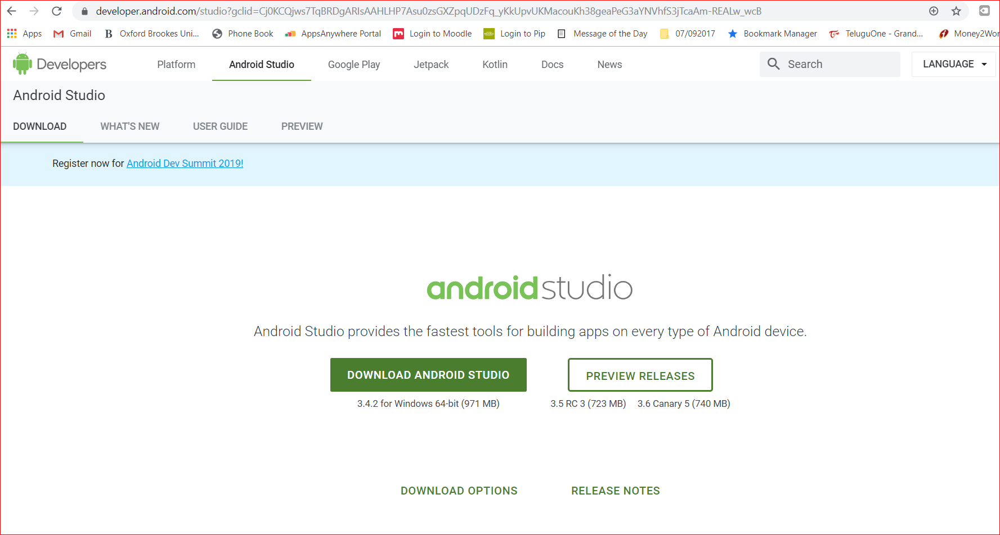 developer.android.com/studio?gclid=Cj0KCQjws7TqBRDgARIsAAHLHP7Asu0zsGXZpqUDzFq_yKkUpvUKMacouKh38geaPeG3aYNVhfS3jTcaAm-REALw_wcB
Apps Gmail B Oxford Brookes Uni... Phone Book AppsAnywhere Portal Login to Moodle Login to Pip Message of the Day 07/092017 Bookmark Manager TeluguOne - Grand... Money2Wor
Developers Platform Android Studio Google Play Jetpack Kotlin Docs News Search LANGUAGE
Android Studio
DOWNLOAD WHAT'S NEW USER GUIDE PREVIEW
Register now for Android Dev Summit 2019!
androidstudio
Android Studio provides the fastest tools for building apps on every type of Android device.
DOWNLOAD ANDROID STUDIO PREVIEW RELEASES
3.4.2 for Windows 64-bit (971 MB) 3.5 RC 3 (723 MB) 3.6 Canary 5 (740 MB)
DOWNLOAD OPTIONS RELEASE NOTES